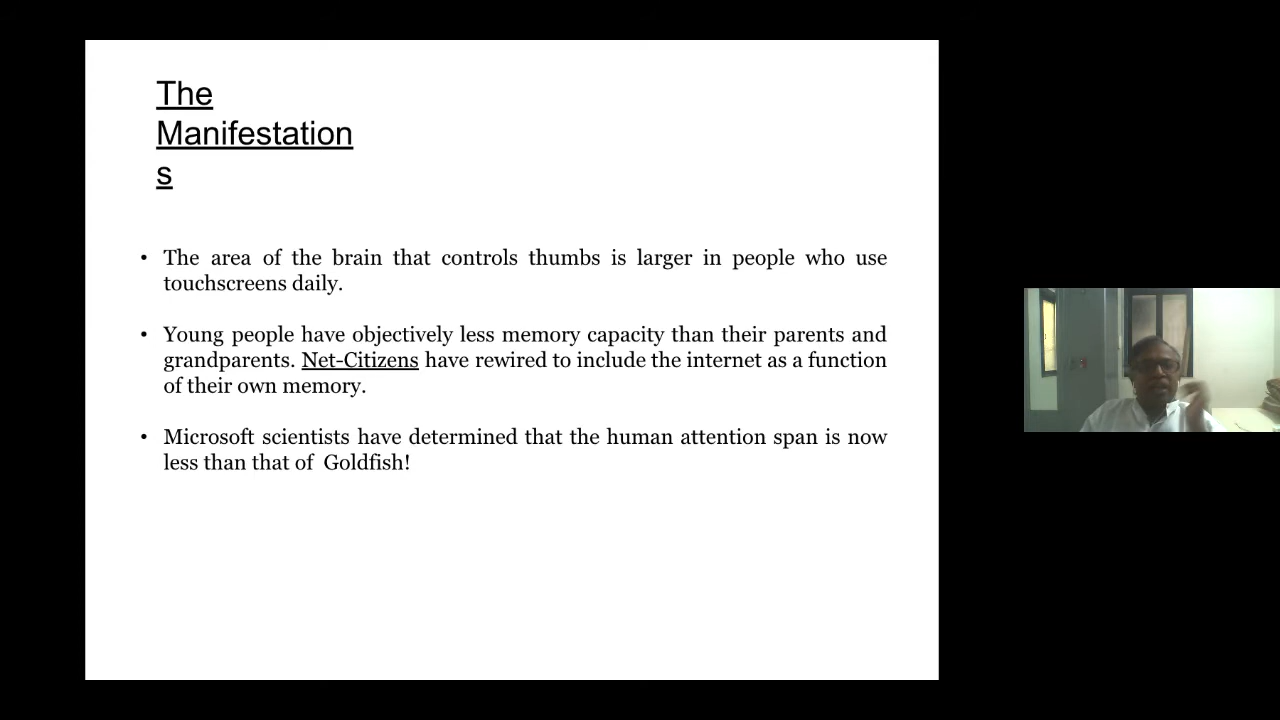 The
Manifestation
s
• The area of the brain that controls thumbs is larger in people who use
touchscreens daily.
• Young people have objectively less memory capacity than their parents and
grandparents. Net-Citizens have rewired to include the internet as a function
of their own memory.
• Microsoft scientists have determined that the human attention span is now
less than that of Goldfish!